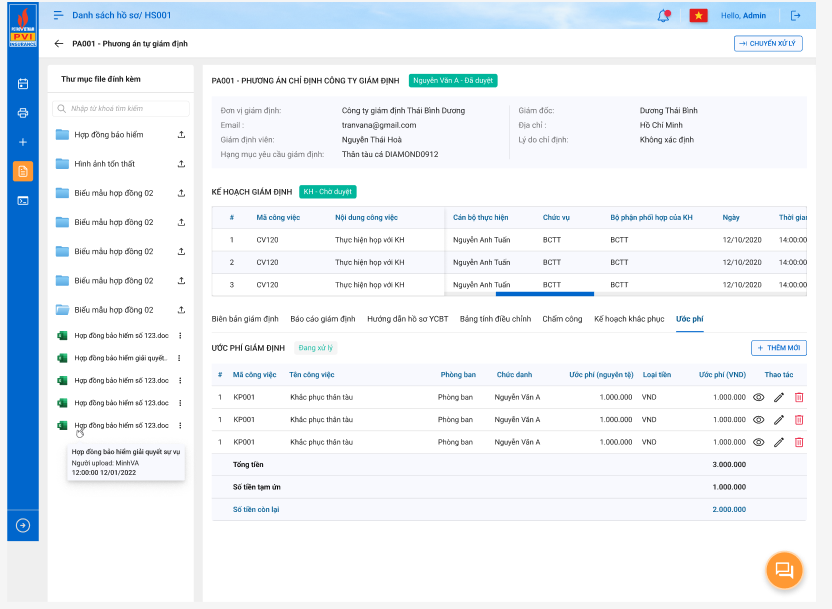 PETROVIETNAM
PVI
INSURANCE
Danh sách hồ sơ/ HS001
Hello, Admin
PA001 - Phương án tự giám định
CHUYỂN XỬ LÝ
Thư mục file đính kèm
Nhập từ khoá tìm kiếm
Hợp đồng bảo hiểm
Hình ảnh tổn thất
Biểu mẫu hợp đồng 02
Biểu mẫu hợp đồng 02
Biểu mẫu hợp đồng 02
Biểu mẫu hợp đồng 02
Biểu mẫu hợp đồng 02
Hợp đồng bảo hiểm số 123.doc
Hợp đồng bảo hiểm giải quyết..
Hợp đồng bảo hiểm số 123.doc
Hợp đồng bảo hiểm số 123.doc
Hợp đồng bảo hiểm số 123.doc
Hợp đồng bảo hiểm giải quyết sự vụ
Người upload: MinhVA
12:00:00 12/01/2022
PA001 - PHƯƠNG ÁN CHỈ ĐỊNH CÔNG TY GIÁM ĐỊNH Nguyễn Văn A - Đã duyệt
Đơn vị giám định: Công ty giám định Thái Bình Dương Giám đốc: Dương Thái Bình
Email : tranvana@gmail.com Địa chỉ : Hồ Chí Minh
Giám định viên: Nguyễn Thái Hoà Lý do chỉ định: Không xác định
Hạng mục yêu cầu giám định: Thân tàu cá DIAMOND0912
KẾ HOẠCH GIÁM ĐỊNH KH - Chờ duyệt
# Mã công việc Nội dung công việc Cán bộ thực hiện Chức vụ Bộ phận phối hợp của KH Ngày Thời gian
1 CV120 Thực hiện họp với KH Nguyễn Anh Tuấn BCTT BCTT 12/10/2020 14:00:00
2 CV120 Thực hiện họp với KH Nguyễn Anh Tuấn BCTT BCTT 12/10/2020 14:00:00
3 CV120 Thực hiện họp với KH Nguyễn Anh Tuấn BCTT BCTT 12/10/2020 14:00:00
Biên bản giám định Báo cáo giám định Hướng dẫn hồ sơ YCBT Bảng tính điều chỉnh Chấm công Kế hoạch khắc phục Ước phí
ƯỚC PHÍ GIÁM ĐỊNH Đang xử lý + THÊM MỚI
# Mã công việc Tên công việc Phòng ban Chức danh Ước phí (nguyên tệ) Loại tiền Ước phí (VND) Thao tác
1 KP001 Khắc phục thân tàu Phòng ban Nguyễn Văn A 1.000.000 VND 1.000.000
1 KP001 Khắc phục thân tàu Phòng ban Nguyễn Văn A 1.000.000 VND 1.000.000
1 KP001 Khắc phục thân tàu Phòng ban Nguyễn Văn A 1.000.000 VND 1.000.000
Tổng tiền 3.000.000
Số tiền tạm ứn 1.000.000
Số tiền còn lại 2.000.000